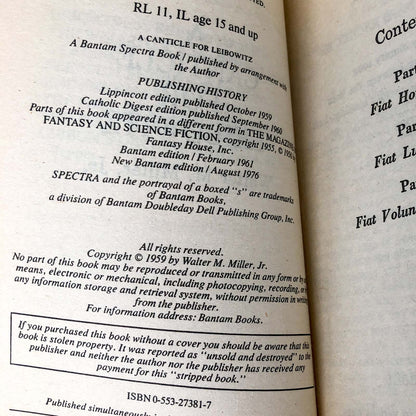 RL 11, IL age 15 and up
A CANTICLE FOR LEIBOWITZ
A Bantam Spectra Book / published by arrangement with
the Author
PUBLISHING HISTORY
Lippincott edition published October 1959
Catholic Digest edition published September 1960
Parts of this book appeared in a different form in THE MAGAZINE
FANTASY AND SCIENCE FICTION, copyright 1955,
Fantasy House, Inc.
Bantam edition / February 1961
New Bantam edition / August 1976
SPECTRA and the portrayal of a boxed "s" are trademarks
of Bantam Books,
a division of Bantam Doubleday Dell Publishing Group, Inc.
All rights reserved.
Copyright © 1959 by Walter M. Miller, Jr.
No part of this book may be reproduced or transmitted in any form or by
means, electronic or mechanical, including photocopying, recording, or
any information storage and retrieval system, without permission in writing
from the publisher.
For information address: Bantam Books.
If you purchased this book without a cover you should be aware that this
book is stolen property. It was reported as "unsold and destroyed" to the
publisher and neither the author nor the publisher has received any
payment for this "stripped book."
ISBN 0-553-27381-7
Published simultaneously
Conte
Part
Fiat Ho
Par
Fiat Lu
Pa
Fiat Volun